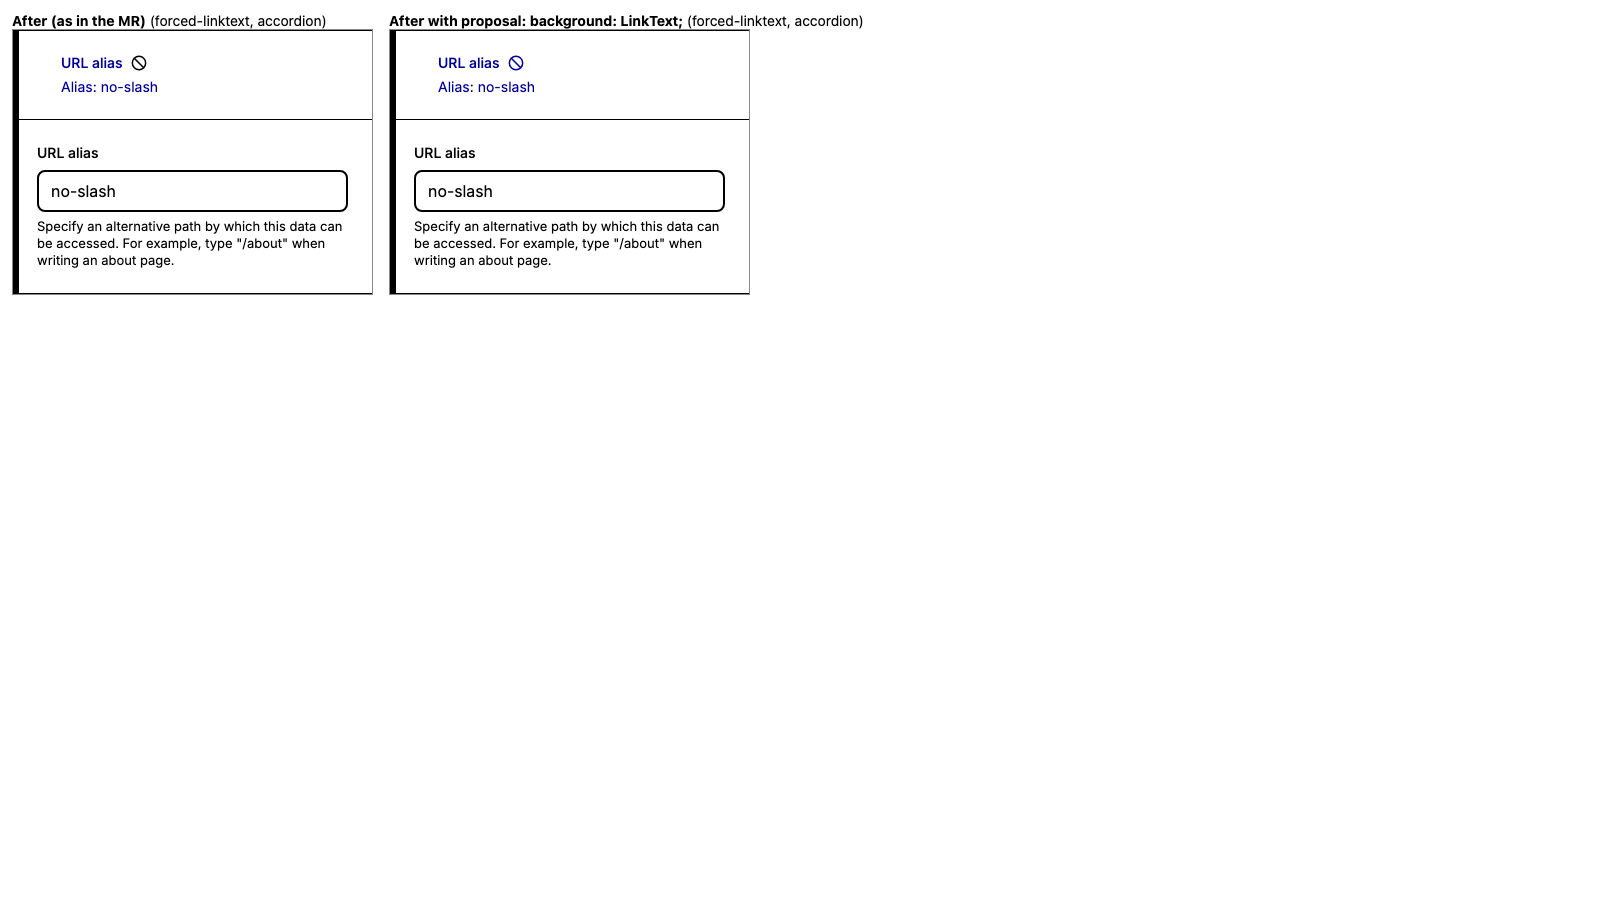 After (as in the MR) (forced-linktext, accordion)
URL alias
Alias: no-slash
URL alias
no-slash
Specify an alternative path by which this data can
be accessed. For example, type "/about" when
writing an about page.
After with proposal: background: LinkText; (forced-linktext, accordion)
URL alias
Alias: no-slash
URL alias
no-slash
Specify an alternative path by which this data can
be accessed. For example, type "/about" when
writing an about page.